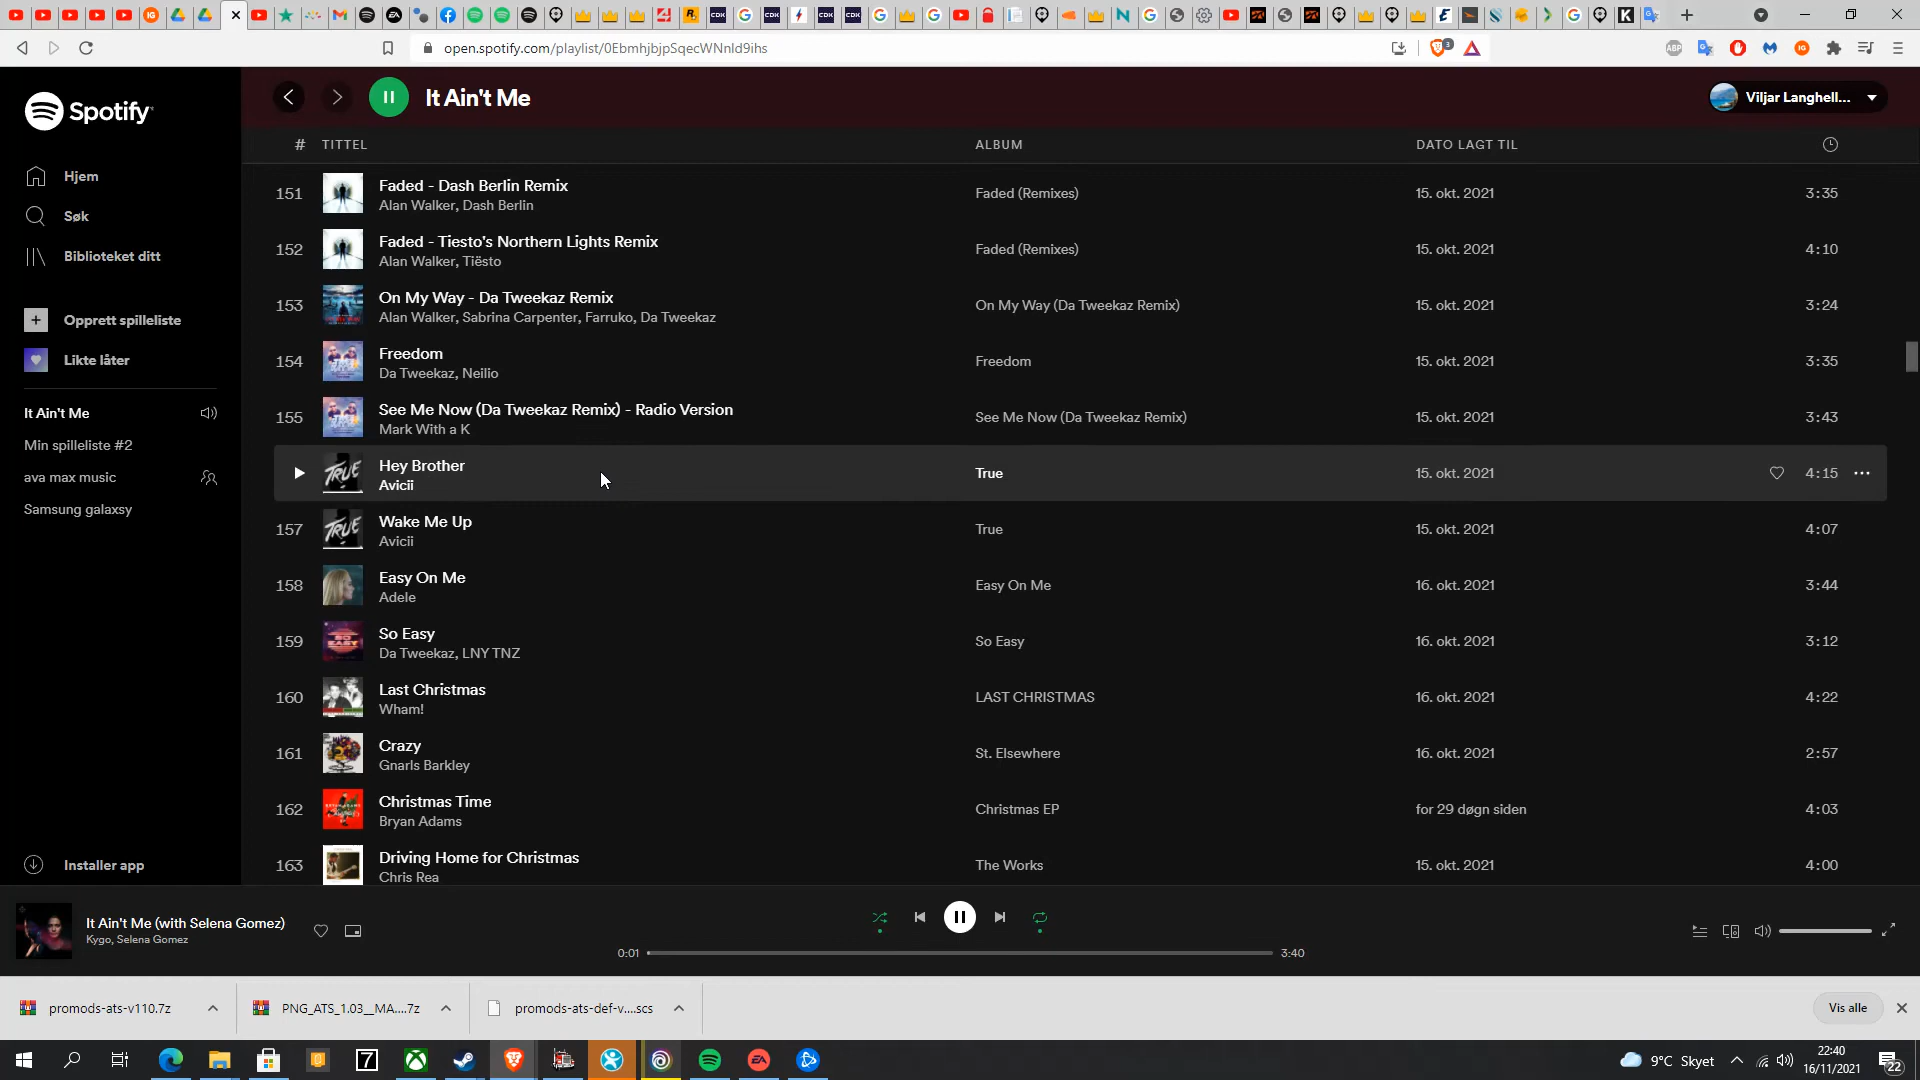 open.spotify.com/playlist/0EbmhjbjpSqecWNnId9ihs
Spotify
Hjem
Søk
Biblioteket ditt
Opprett spilleliste
Likte låter
It Ain't Me
Min spilleliste #2
ava max music
Samsung galaxsy
Installer app
It Ain't Me
Viljar Langhell...
# TITTEL ALBUM DATO LAGT TIL
151 Faded - Dash Berlin Remix Faded (Remixes) 15. okt. 2021 3:35
Alan Walker, Dash Berlin
152 Faded - Tiesto's Northern Lights Remix Faded (Remixes) 15. okt. 2021 4:10
Alan Walker, Tiësto
153 On My Way - Da Tweekaz Remix On My Way (Da Tweekaz Remix) 15. okt. 2021 3:24
Alan Walker, Sabrina Carpenter, Farruko, Da Tweekaz
154 Freedom Freedom 15. okt. 2021 3:35
Da Tweekaz, Neilio
155 See Me Now (Da Tweekaz Remix) - Radio Version See Me Now (Da Tweekaz Remix) 15. okt. 2021 3:43
Mark With a K
Hey Brother True 15. okt. 2021 4:15
Avicii
157 Wake Me Up True 15. okt. 2021 4:07
Avicii
158 Easy On Me Easy On Me 16. okt. 2021 3:44
Adele
159 So Easy So Easy 16. okt. 2021 3:12
Da Tweekaz, LNY TNZ
160 Last Christmas LAST CHRISTMAS 16. okt. 2021 4:22
Wham!
161 Crazy St. Elsewhere 16. okt. 2021 2:57
Gnarls Barkley
162 Christmas Time Christmas EP for 29 døgn siden 4:03
Bryan Adams
163 Driving Home for Christmas The Works 15. okt. 2021 4:00
Chris Rea
It Ain't Me (with Selena Gomez)
Kygo, Selena Gomez
0:01 3:40
promods-ats-v110.7z PNG_ATS_1.03__MA....7z promods-ats-def-v....scs Vis alle
9°C Skyet
22:40
16/11/2021
22